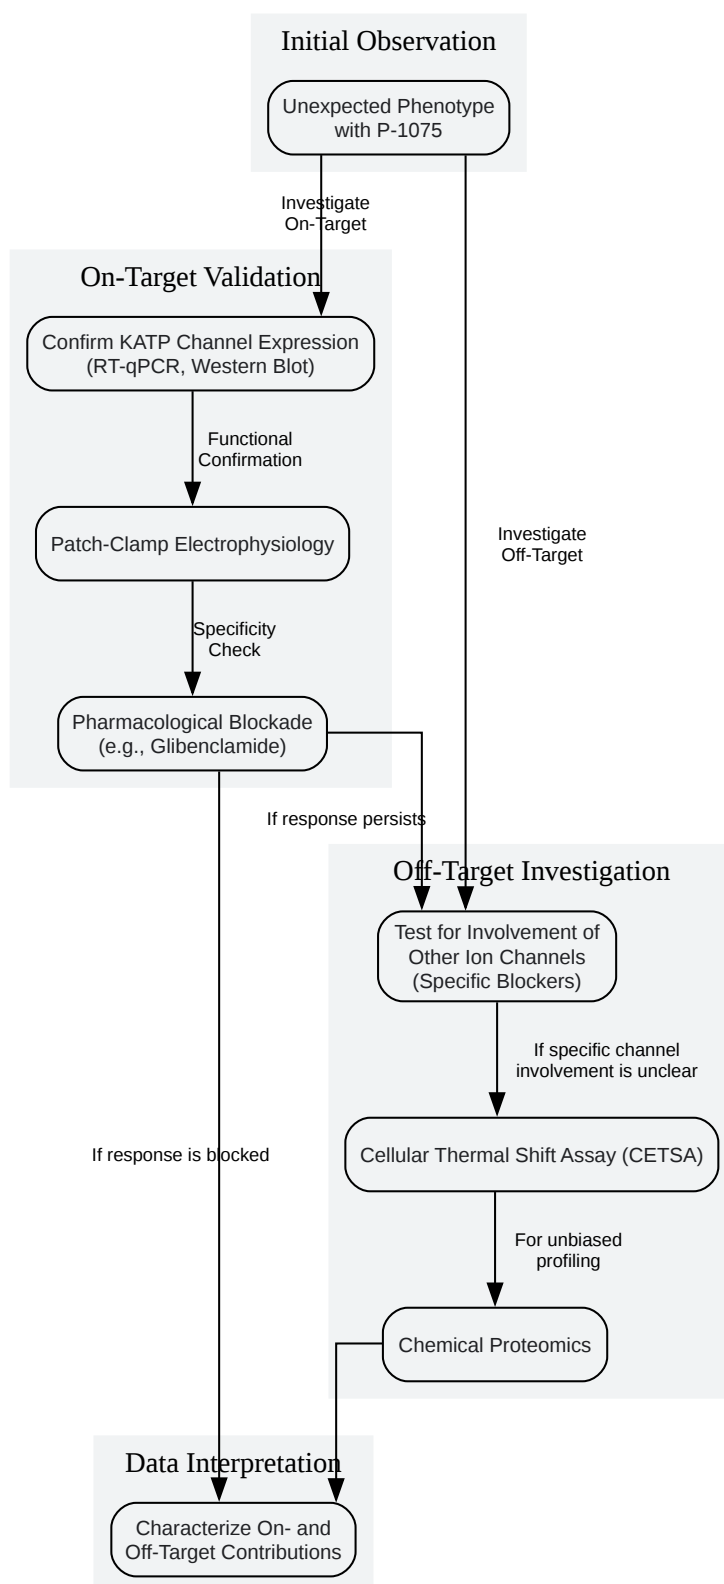 Initial Observation
Unexpected Phenotype
with P-1075
Investigate
On-Target
On-Target Validation
Confirm KATP Channel Expression
(RT-qPCR, Western Blot)
Functional
Confirmation
Patch-Clamp Electrophysiology
Investigate
Off-Target
Specificity
Check
Pharmacological Blockade
(e.g., Glibenclamide)
If response persists
Off-Target Investigation
Test for Involvement of
Other Ion Channels
(Specific Blockers)
If specific channel
involvement is unclear
If response is blocked
Cellular Thermal Shift Assay (CETSA)
For unbiased
profiling
Chemical Proteomics
Data Interpretation
Characterize On- and
Off-Target Contributions